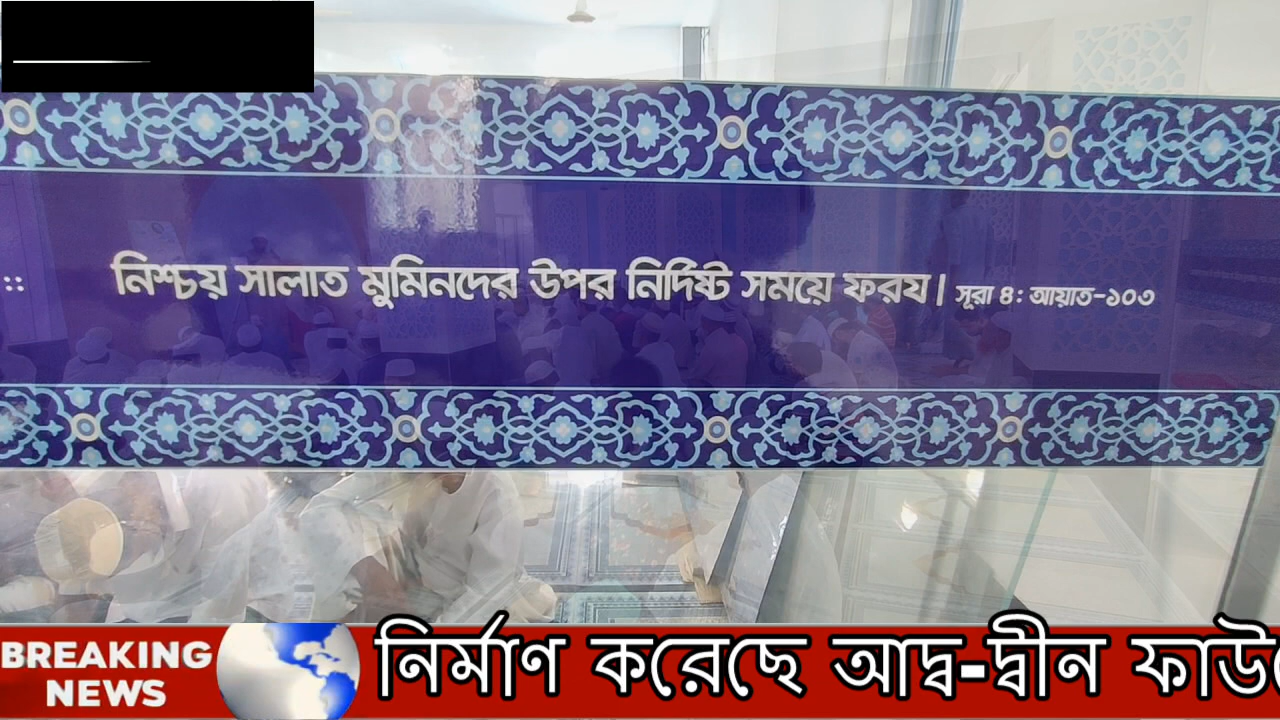 :: নিশ্চয় সালাত মুমিনদের উপর নির্দিষ্ট সময়ে ফরয। সূরা ৪: আয়াত-১০৩
BREAKING
NEWS
নির্মাণ করেছে আদ্ব-দ্বীন